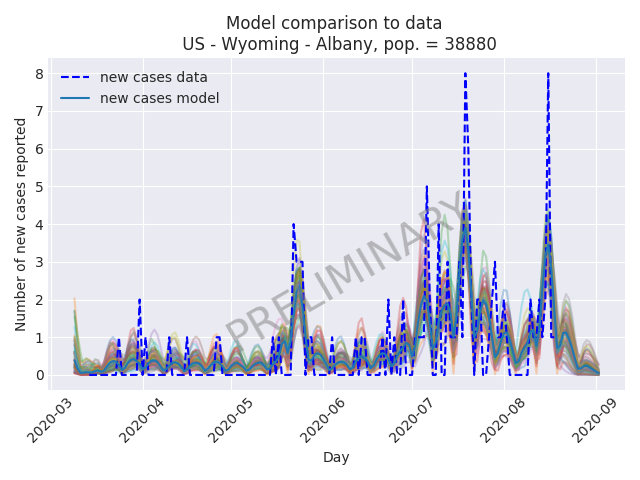 Model comparison to data
US - Wyoming - Albany, pop. = 38880
8
7
6
5
4
3
2
1
0
Number of new cases reported
new cases data
new cases model
PRELIMINARY
2020-03
2020-04
2020-05
2020-06
2020-07
2020-08
2020-09
Day